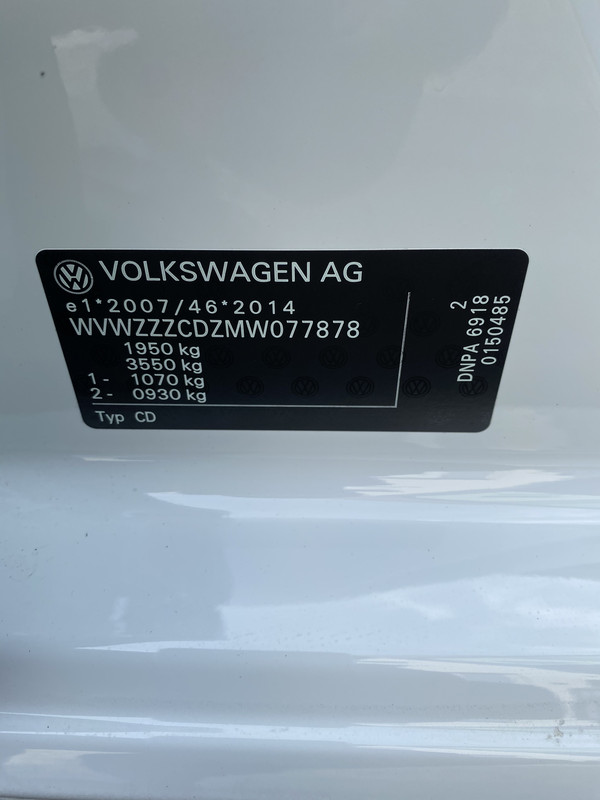 VOLKSWAGEN AG
e1*2007/46*2014
WVWZZZCDZMW077878
1950 kg
3550 kg
1- 1070 kg
2- 0930 kg
Typ CD
2
DNPA 6918
0150485